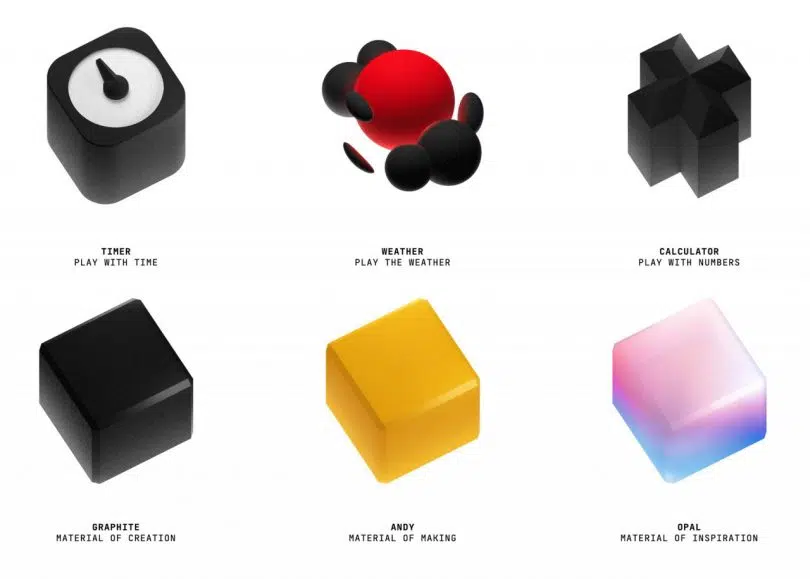 TIMER
PLAY WITH TIME
WEATHER
PLAY THE WEATHER
CALCULATOR
PLAY WITH NUMBERS
GRAPHITE
MATERIAL OF CREATION
ANDY
MATERIAL OF MAKING
OPAL
MATERIAL OF INSPIRATION